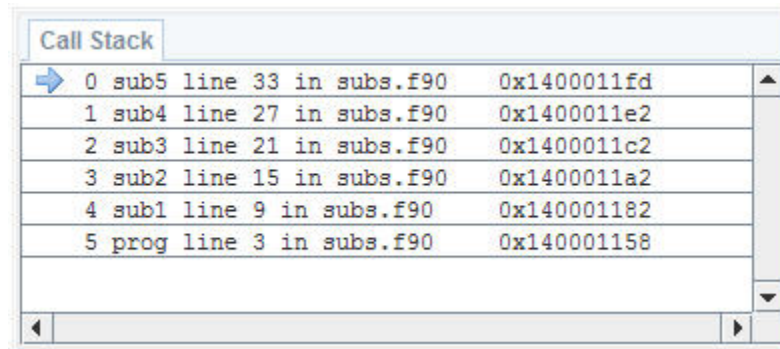 Call Stack
0 sub5 line 33 in subs.f90 0x1400011fd
1 sub4 line 27 in subs.f90 0x1400011e2
2 sub3 line 21 in subs.f90 0x1400011c2
3 sub2 line 15 in subs.f90 0x1400011a2
4 sub1 line 9 in subs.f90 0x140001182
5 prog line 3 in subs.f90 0x140001158